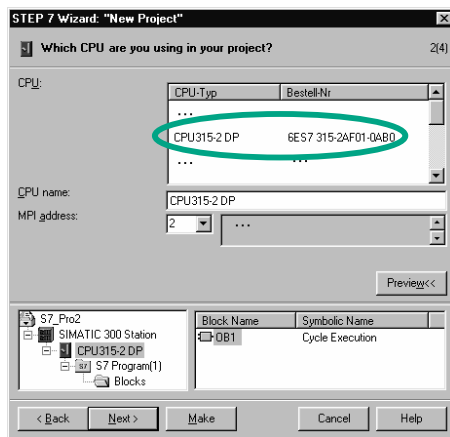 STEP 7 Wizard: "New Project"
Which CPU are you using in your project? 2(4)
CPU:
CPU-Typ Bestell-Nr
... 
CPU315-2 DP 6ES7 315-2AF01-0AB0
... ...
CPU name: CPU315-2 DP
MPI address: 2 ...
Preview<<
S7_Pro2
SIMATIC 300 Station
CPU315-2 DP
S7 Program(1)
Blocks
Block Name Symbolic Name
OB1 Cycle Execution
< Back Next > Make Cancel Help